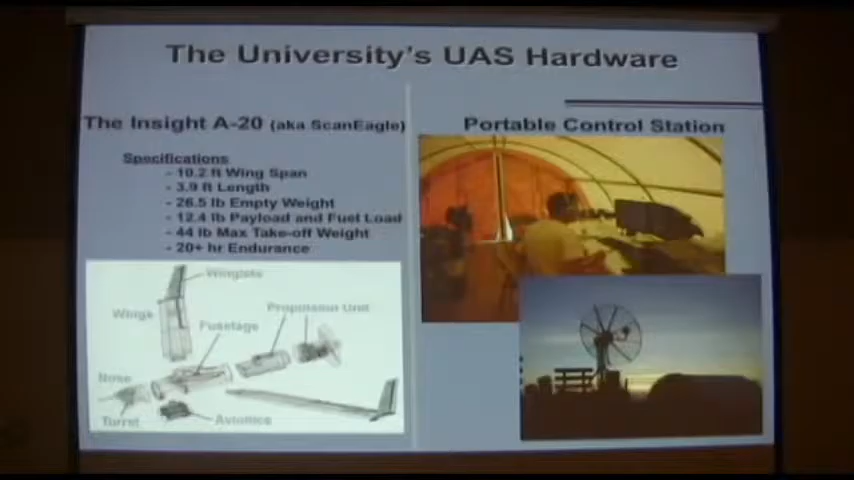 The University's UAS Hardware
The Insight A-20 (aka ScanEagle)
Specifications
- 10.2 ft Wing Span
- 3.9 ft Length
- 26.5 lb Empty Weight
- 12.4 lb Payload and Fuel Load
- 44 lb Max Take-off Weight
- 20+ hr Endurance
Winglets
Wings
Fuselage
Propulsion Unit
Nose
Turret
Avionics
Portable Control Station